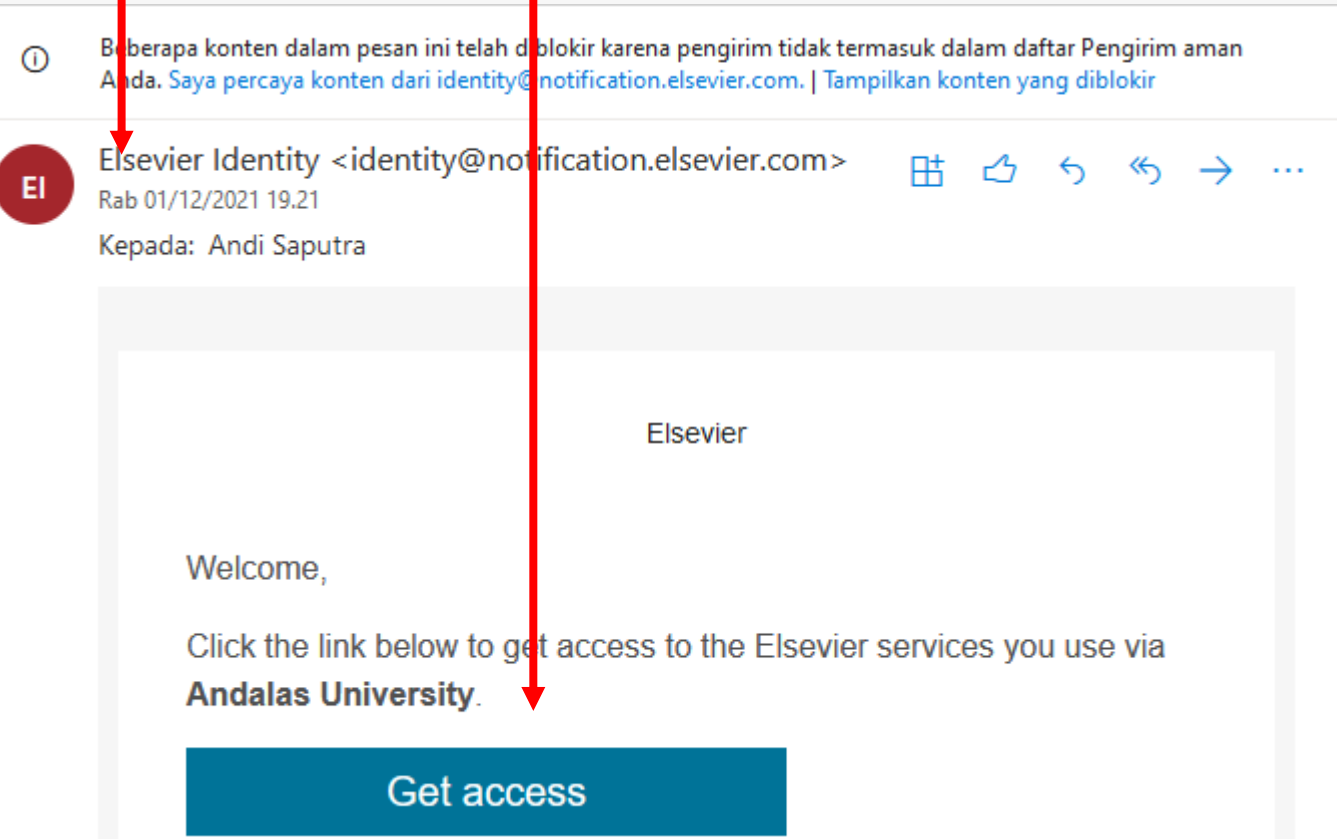 Beberapa konten dalam pesan ini telah diblokir karena pengirim tidak termasuk dalam daftar Pengirim aman
Anda. Saya percaya konten dari identity@notification.elsevier.com. | Tampilkan konten yang diblokir
EI
Elsevier Identity <identity@notification.elsevier.com>
Rab 01/12/2021 19.21
Kepada: Andi Saputra
Elsevier
Welcome,
Click the link below to get access to the Elsevier services you use via
Andalas University.
Get access